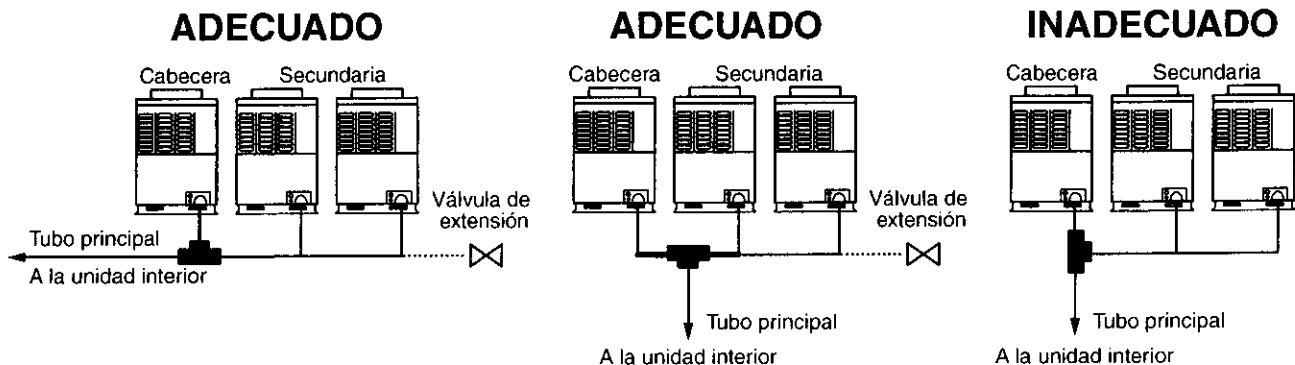 ADECUADO
Cabecera Secundaria
Válvula de
extensión
Tubo principal
A la unidad interior
ADECUADO
Cabecera Secundaria
Válvula de
extensión
Tubo principal
A la unidad interior
INADECUADO
Cabecera Secundaria
Tubo principal
A la unidad interior